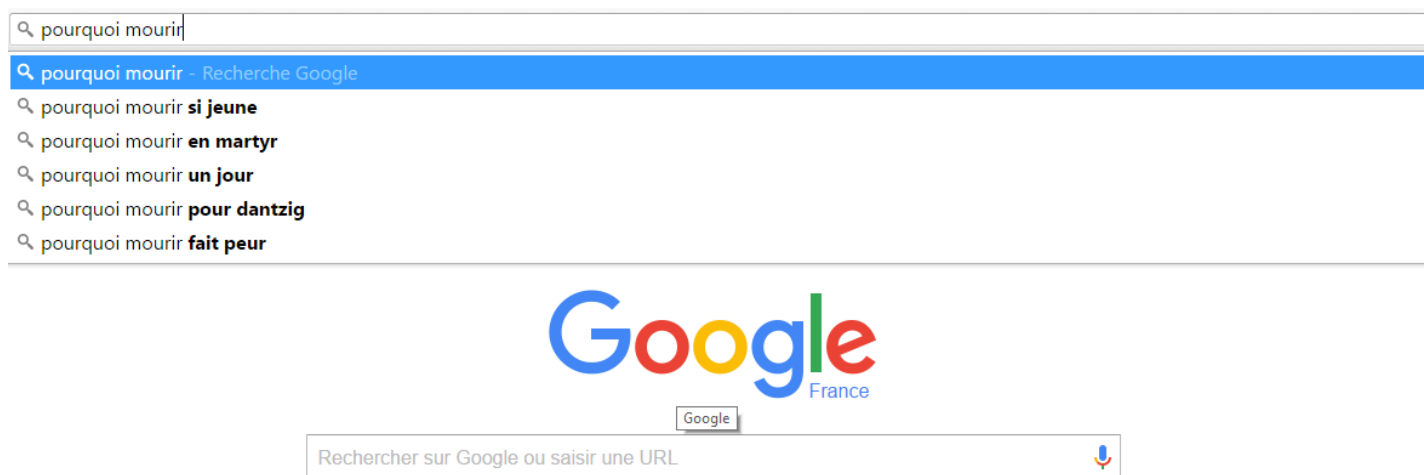 pourquoi mourir
pourquoi mourir - Recherche Google
pourquoi mourir si jeune
pourquoi mourir en martyr
pourquoi mourir un jour
pourquoi mourir pour dantzig
pourquoi mourir fait peur
Google
France
Google
Rechercher sur Google ou saisir une URL